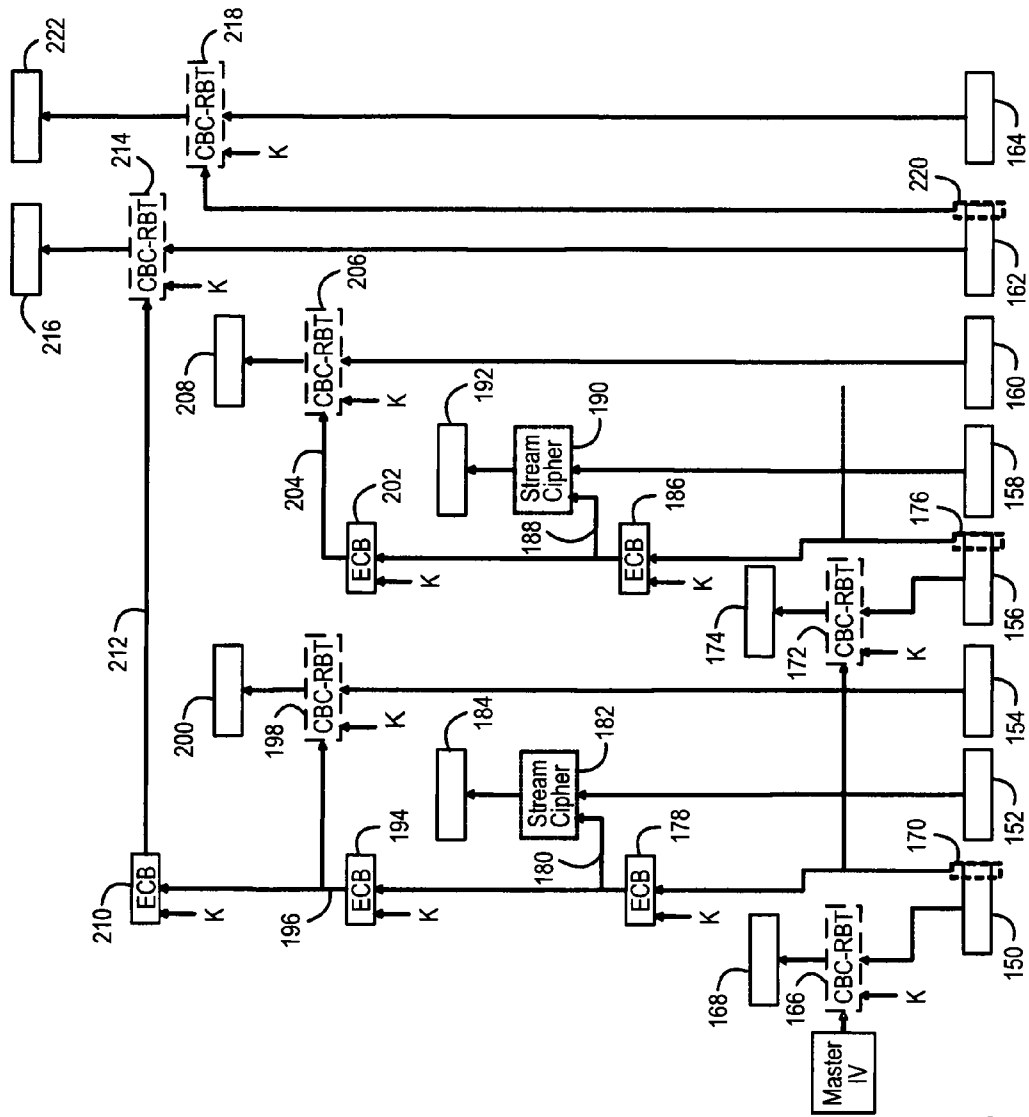 222
216
218
214
CBC-RBT
CBC-RBT
K
K
212
210
ECB
K
208
206
200
198
CBC-RBT
CBC-RBT
K
K
204
202
194
196
ECB
ECB
K
K
192
184
190
182
Stream
Cipher
Stream
Cipher
188
180
186
178
ECB
ECB
K
K
174
168
172
166
CBC-RBT
CBC-RBT
K
K
Master
IV
170
176
220
150
152
154
156
158
160
162
164